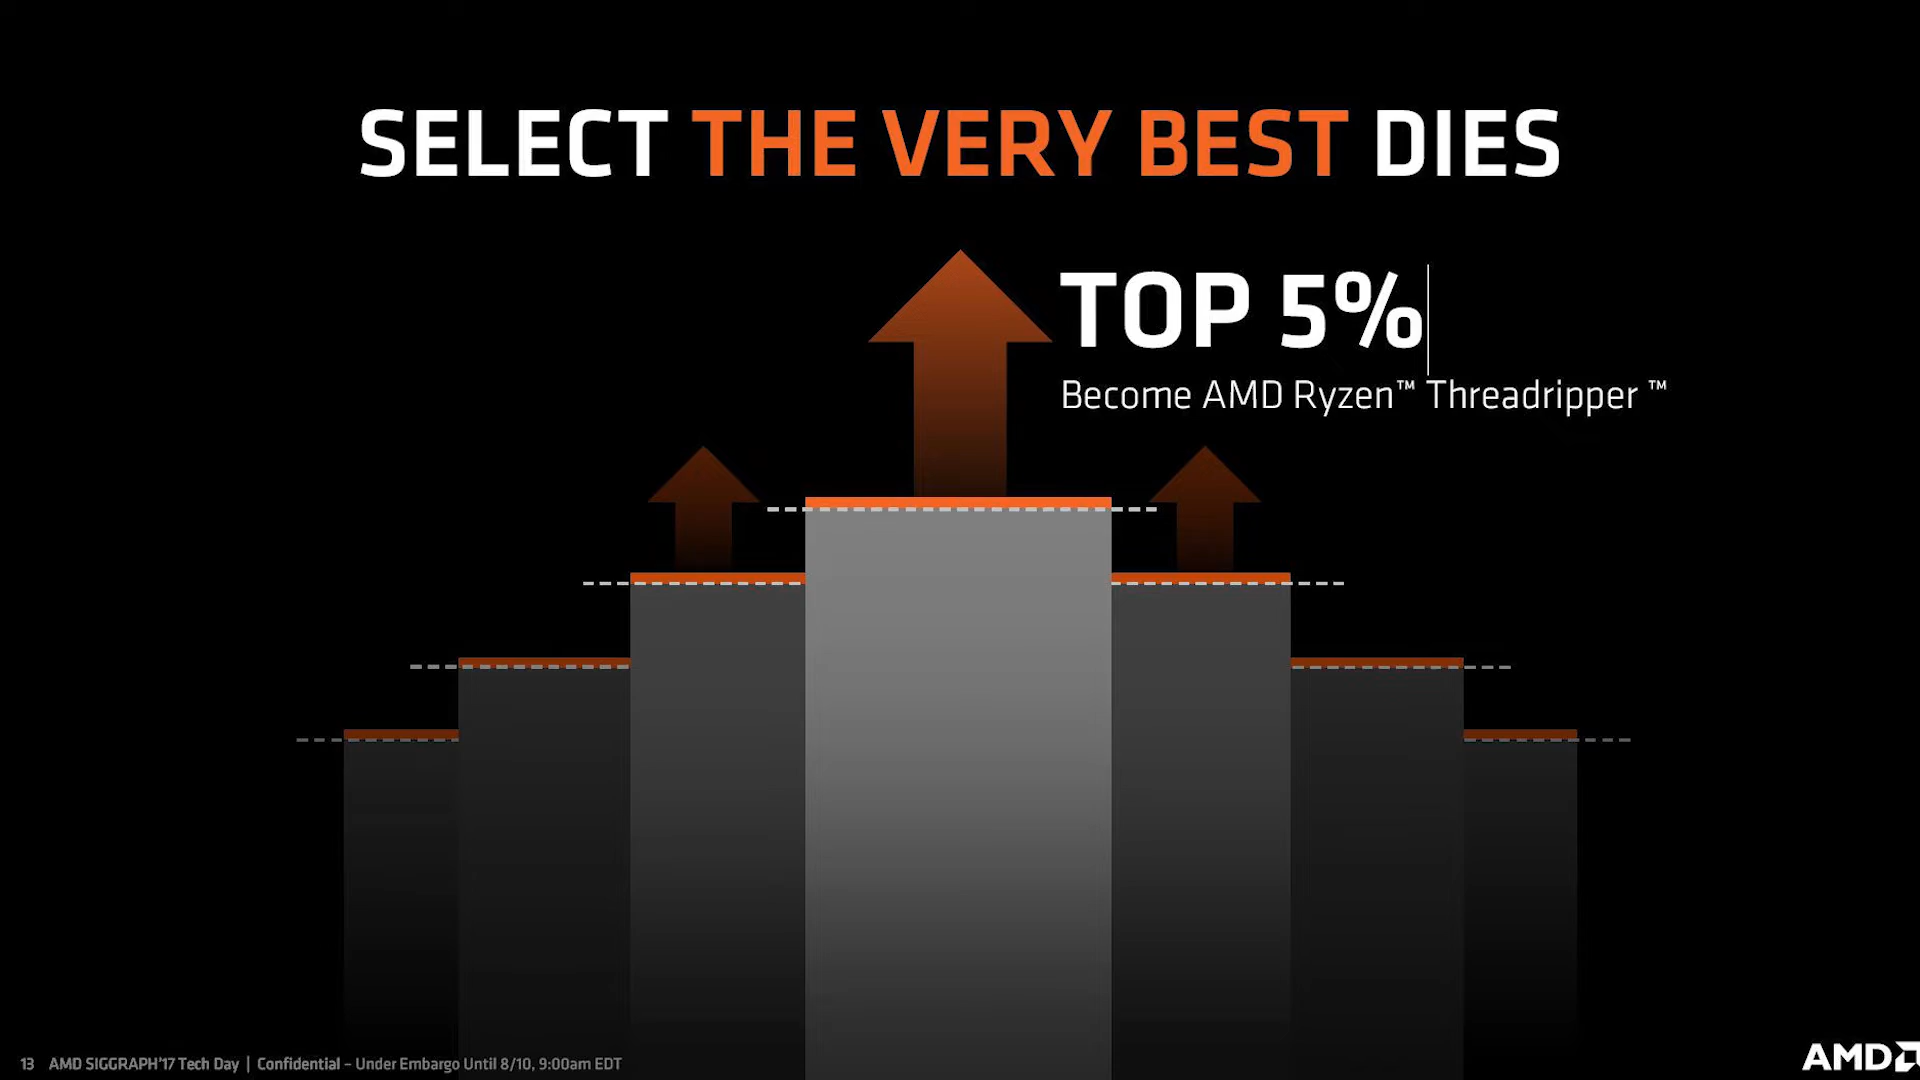 SELECT THE VERY BEST DIES
TOP 5%
Become AMD Ryzen™ Threadripper ™
13 AMD SIGGRAPH'17 Tech Day | Confidential – Under Embargo Until 8/10, 9:00am EDT
AMD